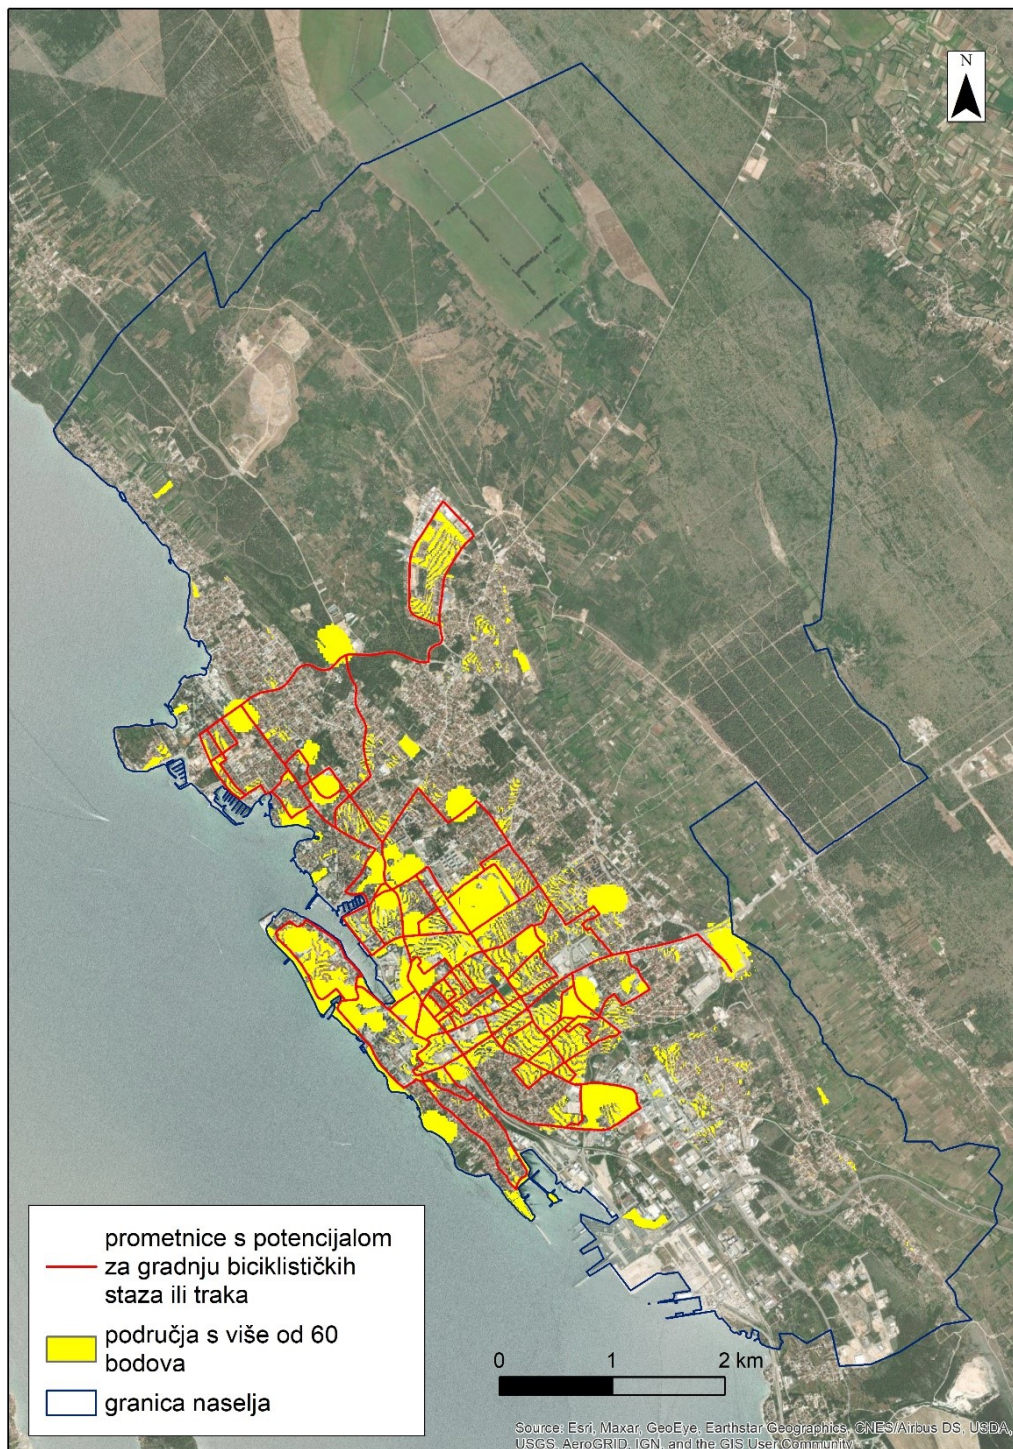 N
prometnice s potencijalom
za gradnju biciklističkih
staza ili traka
područja s više od 60
bodova
granica naselja
0 1 2 km
Source: Esri, Maxar, GeoEye, Earthstar Geographics, CNES/Airbus DS, USDA,
USGS, AeroGRID, IGN, and the GIS User Community